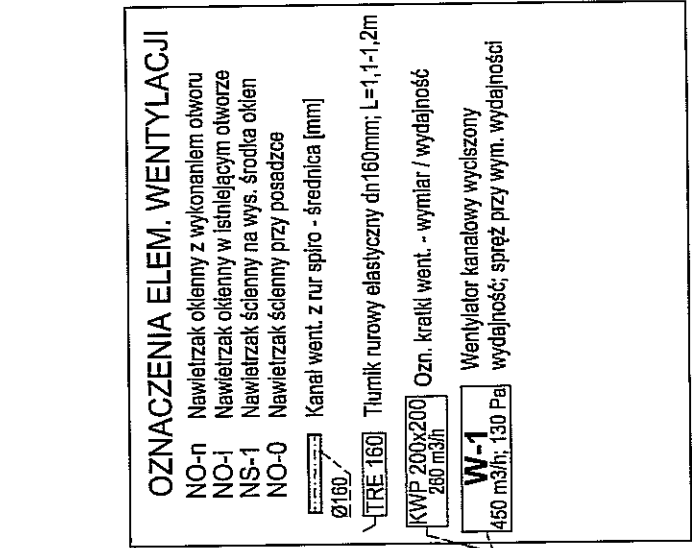 OZNACZENIA ELEM. WENTYLACJI
NO-n Nawietrzak okienny z wykonaniem otworu
NO-i Nawietrzak okienny w istniejącym otworze
NS-1 Nawietrzak ścienny na wys. środka okien
NO-0 Nawietrzak ścienny przy posadzce
Kanał went. z rur spiro - średnica [mm]
Ø160
TRE 160 Tłumik rurowy elastyczny dn160mm; L=1,1-1,2m
KWP 200x200 Ozn. kratki went. - wymiar / wydajność
260 m3/h
W-1 Wentylator kanałowy wyciszony
450 m3/h; 130 Pa wydajność; spręż przy wym. wydajności